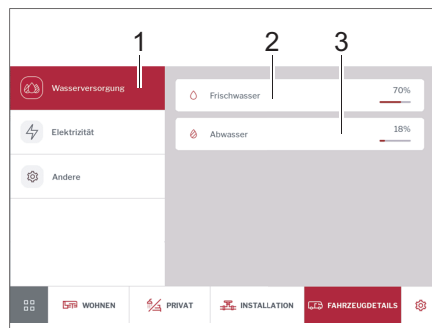 1 2 3
Wasserversorgung
Frischwasser 70%
Elektrizität
Abwasser 18%
Andere
WOHNEN PRIVAT INSTALLATION FAHRZEUGDETAILS